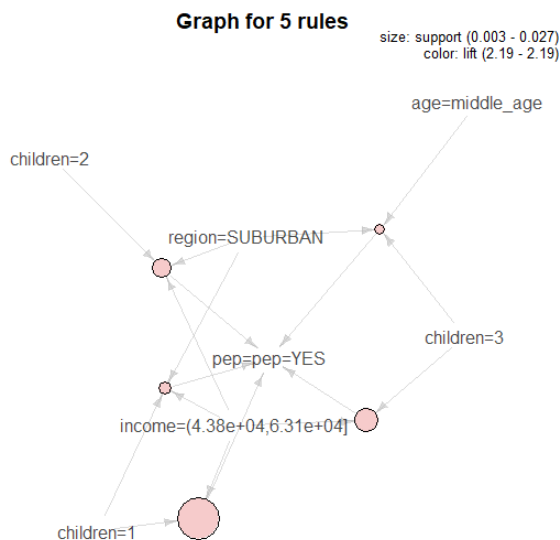 Graph for 5 rules
size: support (0.003 - 0.027)
color: lift (2.19 - 2.19)
age=middle_age
children=2
region=SUBURBAN
children=3
pep=pep=YES
income=(4.38e+04,6.31e+04]
children=1